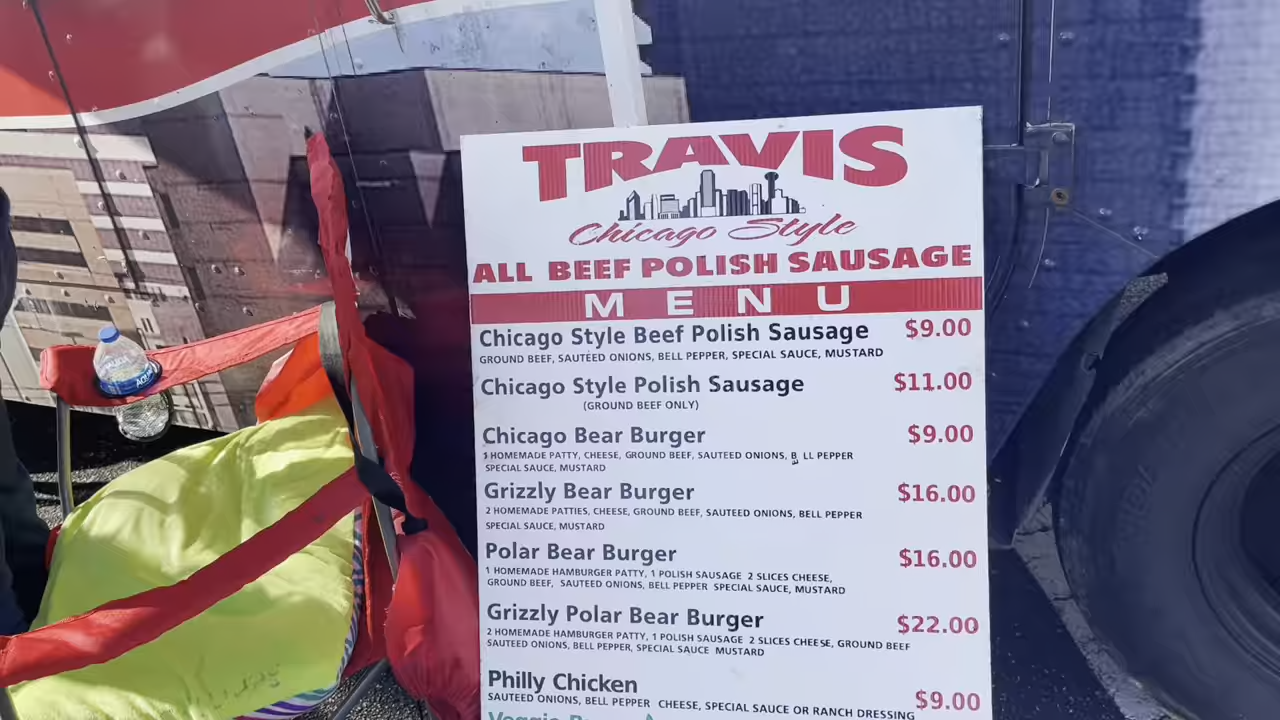 TRAVIS
Chicago Style
ALL BEEF POLISH SAUSAGE
MENU
Chicago Style Beef Polish Sausage $9.00
GROUND BEEF, SAUTEED ONIONS, BELL PEPPER, SPECIAL SAUCE, MUSTARD
Chicago Style Polish Sausage $11.00
(GROUND BEEF ONLY)
Chicago Bear Burger $9.00
1 HOMEMADE PATTY, CHEESE, GROUND BEEF, SAUTEED ONIONS, B LL PEPPER
SPECIAL SAUCE, MUSTARD
Grizzly Bear Burger $16.00
2 HOMEMADE PATTIES, CHEESE, GROUND BEEF, SAUTEED ONIONS, BELL PEPPER
SPECIAL SAUCE, MUSTARD
Polar Bear Burger $16.00
1 HOMEMADE HAMBURGER PATTY, 1 POLISH SAUSAGE 2 SLICES CHEESE,
GROUND BEEF, SAUTEED ONIONS, BELL PEPPER SPECIAL SAUCE, MUSTARD
Grizzly Polar Bear Burger $22.00
2 HOMEMADE HAMBURGER PATTY, 1 POLISH SAUSAGE 2 SLICES CHEESE, GROUND BEEF
SAUTEED ONIONS, BELL PEPPER, SPECIAL SAUCE MUSTARD
Philly Chicken $9.00
SAUTEED ONIONS, BELL PEPPER CHEESE, SPECIAL SAUCE OR RANCH DRESSING
Veggie